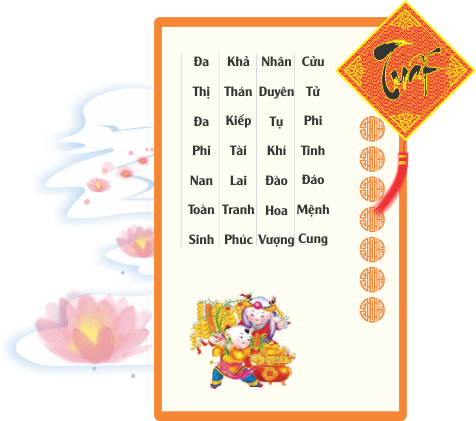 Tuất
Cửu Tử Phi Tinh Đáo Mệnh Cung
Nhân Duyên Tụ Khí Đào Hoa Vượng
Khả Thán Kiếp Tài Lai Tranh Phúc
Đa Thị Đa Phi Nan Toàn Sinh